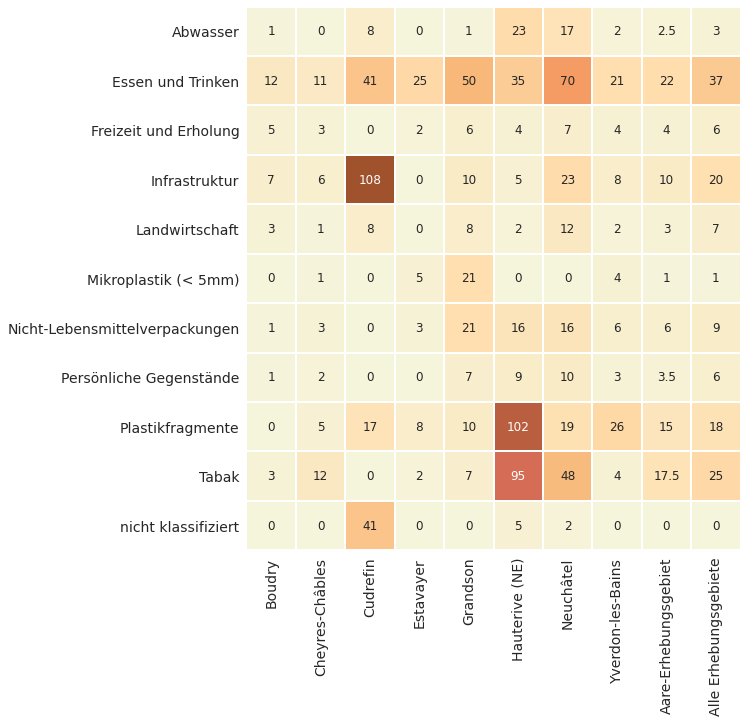 Abwasser 1 0 8 0 1 23 17 2 2.5 3
Essen und Trinken 12 11 41 25 50 35 70 21 22 37
Freizeit und Erholung 5 3 0 2 6 4 7 4 4 6
Infrastruktur 7 6 108 0 10 5 23 8 10 20
Landwirtschaft 3 1 8 0 8 2 12 2 3 7
Mikroplastik (< 5mm) 0 1 0 5 21 0 0 4 1 1
Nicht-Lebensmittelverpackungen 1 3 0 3 21 16 16 6 6 9
Persönliche Gegenstände 1 2 0 0 7 9 10 3 3.5 6
Plastikfragmente 0 5 17 8 10 102 19 26 15 18
Tabak 3 12 0 2 7 95 48 4 17.5 25
nicht klassifiziert 0 0 41 0 0 5 2 0 0 0
Boudry
Cheyres-Châbles
Cudrefin
Estavayer
Grandson
Hauterive (NE)
Neuchâtel
Yverdon-les-Bains
Aare-Erhebungsgebiet
Alle Erhebungsgebiete